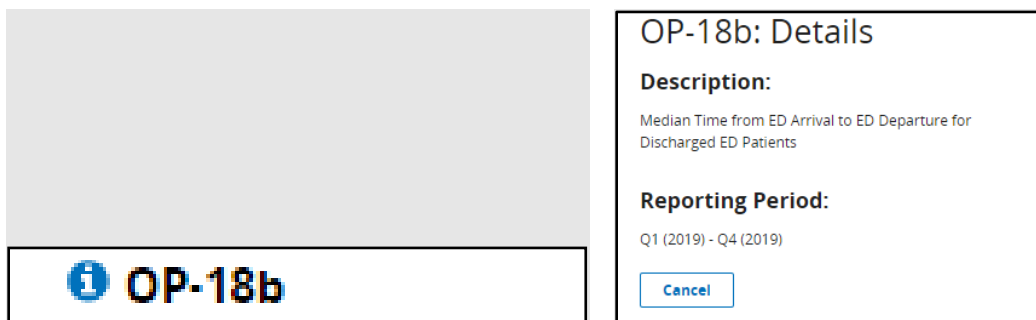 OP-18b
OP-18b: Details
Description:
Median Time from ED Arrival to ED Departure for
Discharged ED Patients
Reporting Period:
Q1 (2019) - Q4 (2019)
Cancel